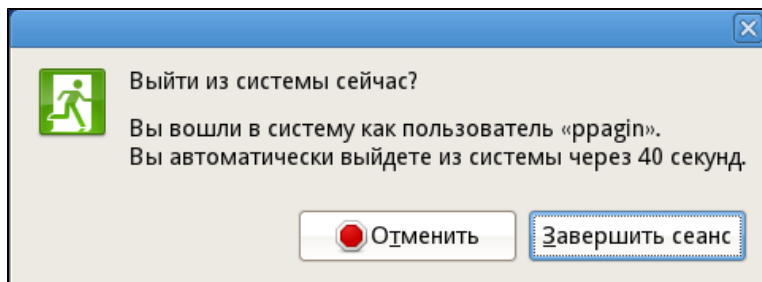 Выйти из системы сейчас?
Вы вошли в систему как пользователь «ppagin».
Вы автоматически выйдете из системы через 40 секунд.
Отменить
Завершить сеанс